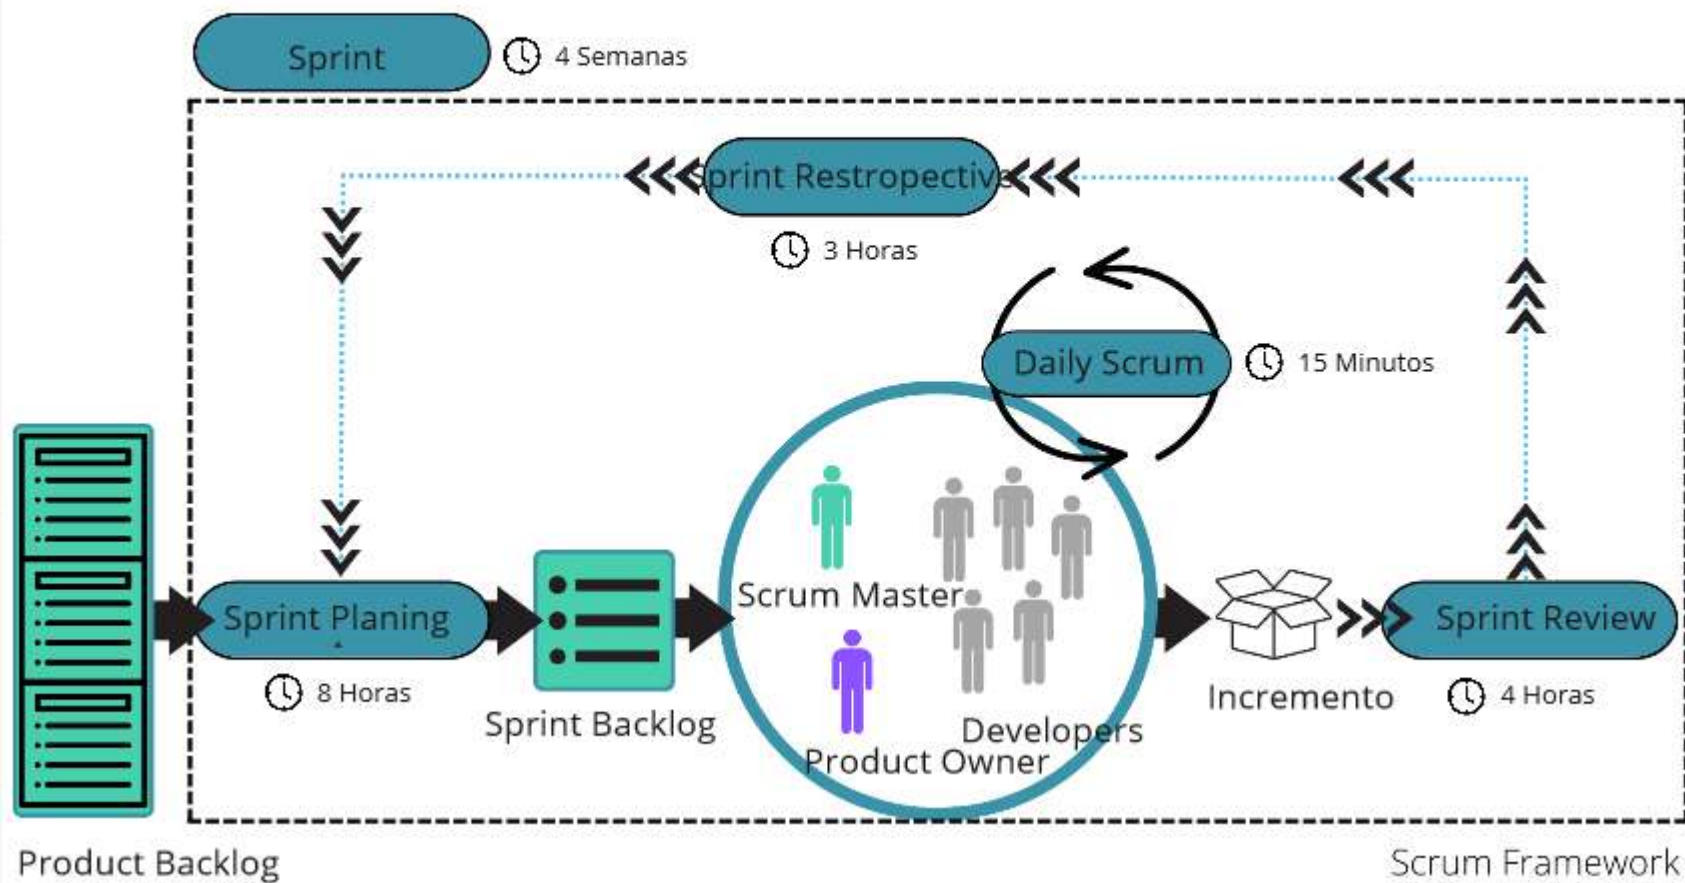 Sprint
4 Semanas
Sprint Restropective
3 Horas
Daily Scrum
15 Minutos
Scrum Master
Sprint Planing
Sprint Review
8 Horas
Sprint Backlog
Incremento
4 Horas
Developers
Product Owner
Product Backlog
Scrum Framework